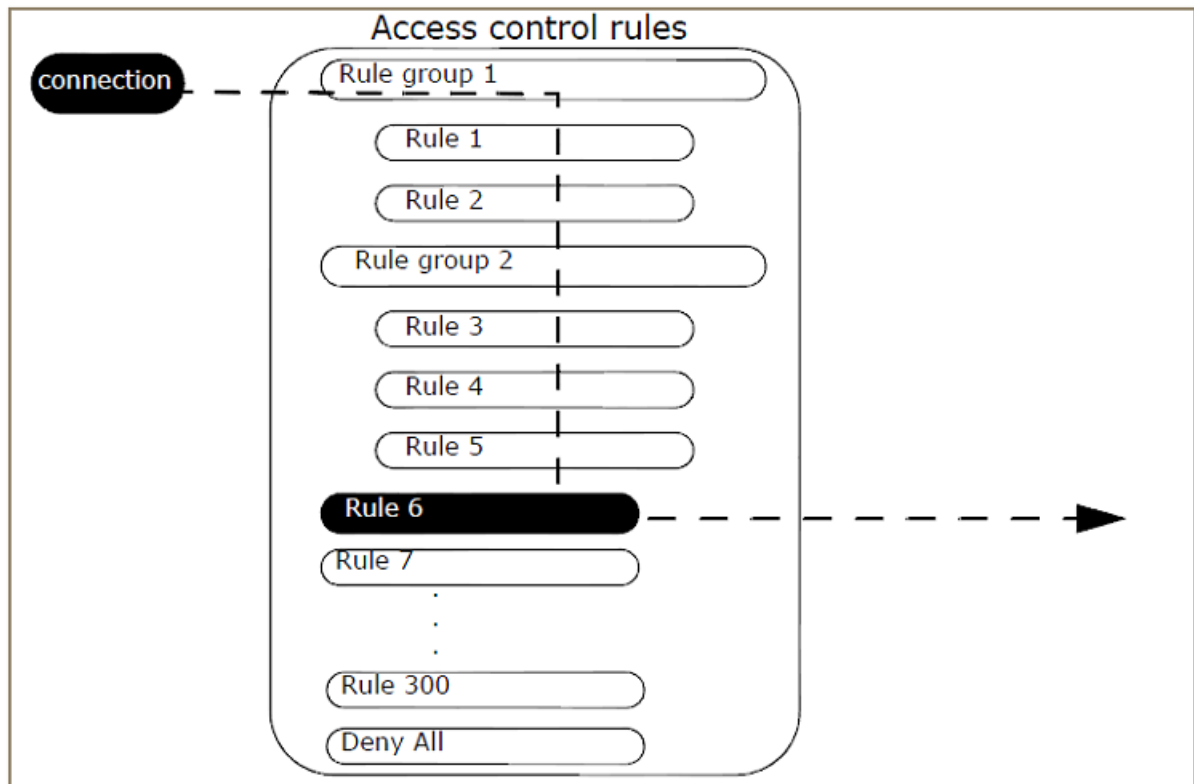 Access control rules
connection
Rule group 1
Rule 1
Rule 2
Rule group 2
Rule 3
Rule 4
Rule 5
Rule 6
Rule 7
.
.
.
Rule 300
Deny All